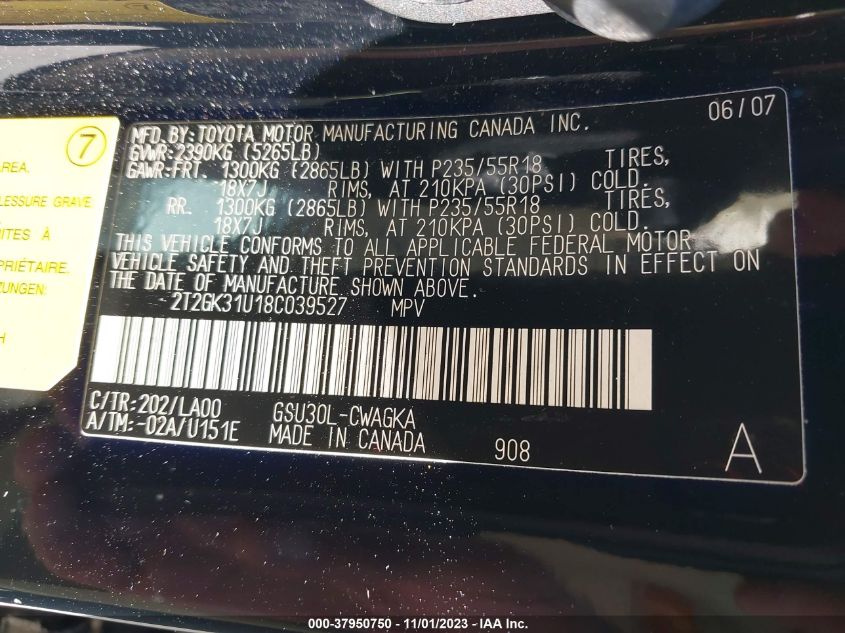 06/07
MFD. BY: TOYOTA MOTOR MANUFACTURING CANADA INC.
GVWR: 2390KG (5265LB)
GAWR: FRT. 1300KG (2865LB) WITH P235/55R18 TIRES,
18X7J RIMS, AT 210KPA (30PSI) COLD.
RR. 1300KG (2865LB) WITH P235/55R18 TIRES,
18X7J RIMS, AT 210KPA (30PSI) COLD.
THIS VEHICLE CONFORMS TO ALL APPLICABLE FEDERAL MOTOR
VEHICLE SAFETY AND THEFT PREVENTION STANDARDS IN EFFECT ON
THE DATE OF MANUFACTURE SHOWN ABOVE.
2T2GK31U18C039527 MPV
C/TR: 202/LA00 GSU30L-CWAGKA
A/TM: -02A/U151E MADE IN CANADA 908 A
7
AREA.
GRAVE
À
ZUNGEN:
000-37950750 | 11/01/2023 - IAA Inc.